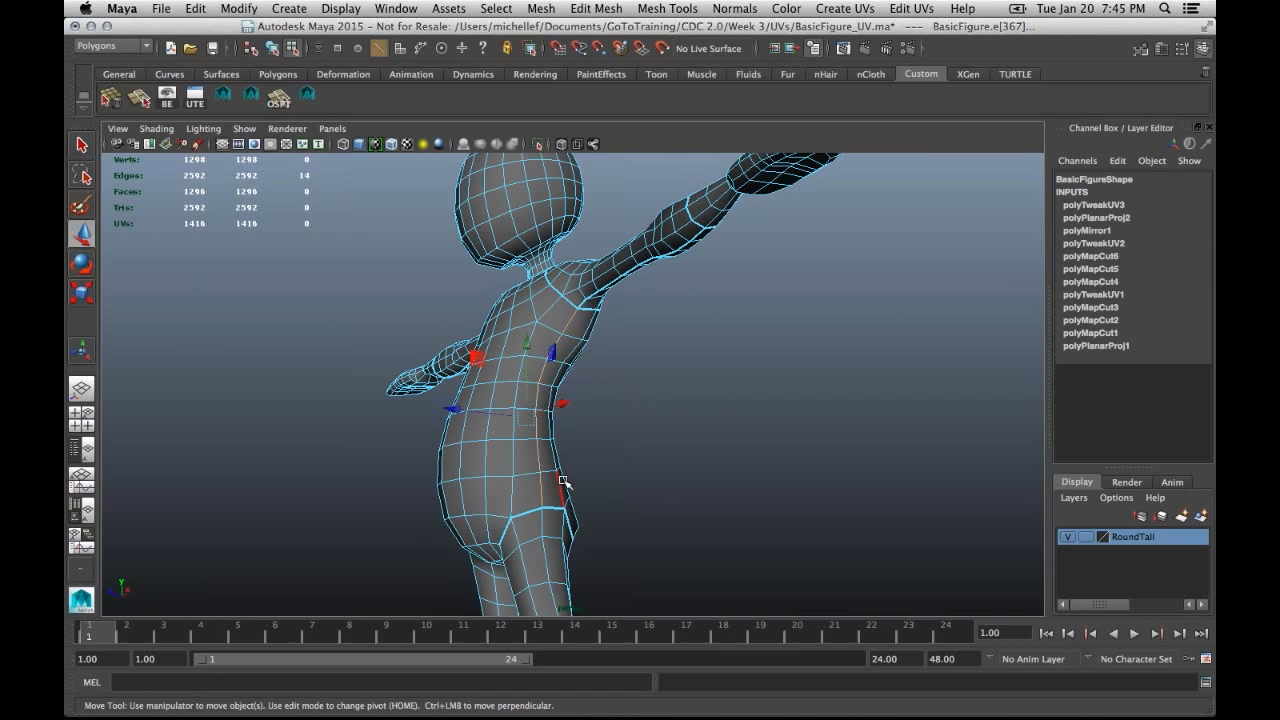 Maya File Edit Modify Create Display Window Assets Select Mesh Edit Mesh Mesh Tools Normals Color Create UVs Edit UVs Help Tue Jan 20 7:45 PM
Autodesk Maya 2015 - Not for Resale: /Users/michellef/Documents/GoToTraining/CDC 2.0/Week 3/UVs/BasicFigure_UV.ma* --- BasicFigure.e[367]...
Polygons No Live Surface
General Curves Surfaces Polygons Deformation Animation Dynamics Rendering PaintEffects Toon Muscle Fluids Fur nHair nCloth Custom XGen TURTLE
BE UTE OSPT
View Shading Lighting Show Renderer Panels
Channel Box / Layer Editor
Channels Edit Object Show
Verts: 1298 1298 0
Edges: 2592 2592 14
Faces: 1296 1296 0
Tris: 2592 2592 0
UVs: 1416 1416 0
BasicFigureShape
INPUTS
polyTweakUV3
polyPlanarProj2
polyMirror1
polyTweakUV2
polyMapCut6
polyMapCut5
polyMapCut4
polyTweakUV1
polyMapCut3
polyMapCut2
polyMapCut1
polyPlanarProj1
Display Render Anim
Layers Options Help
V RoundTall
y
x
persp
MAYA
1 2 3 4 5 6 7 8 9 10 11 12 13 14 15 16 17 18 19 20 21 22 23 24
1 1.00
1.00 1.00 1 24 24.00 48.00 No Anim Layer No Character Set
MEL
Move Tool: Use manipulator to move object(s). Use edit mode to change pivot (HOME). Ctrl+LMB to move perpendicular.